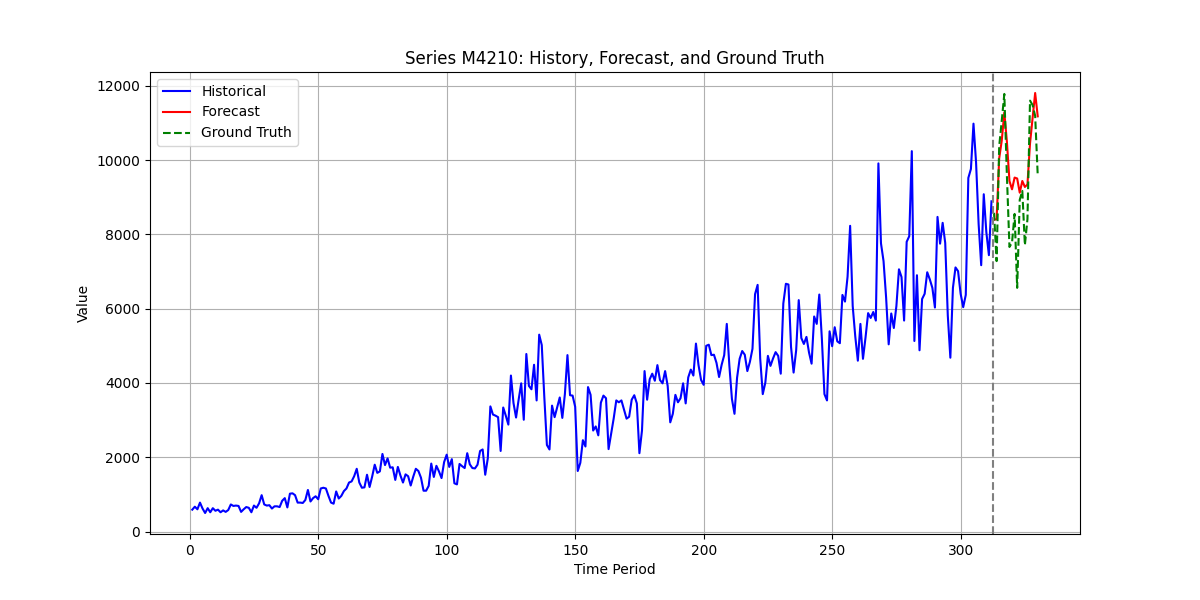 Series M4210: History, Forecast, and Ground Truth
Historical
Forecast
Ground Truth
12000
10000
8000
6000
4000
2000
0
Value
0 50 100 150 200 250 300
Time Period